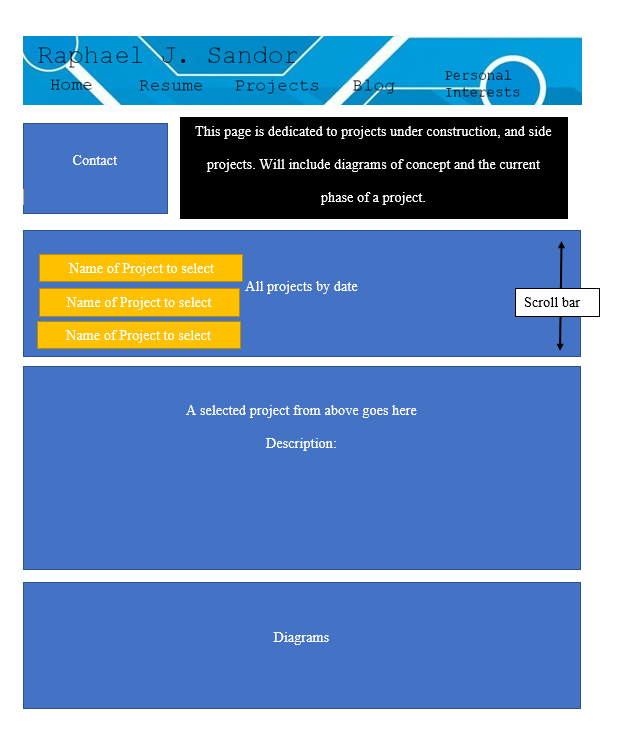 Raphael J. Sandor
Home Resume Projects Blog Personal
Interests
Contact
This page is dedicated to projects under construction, and side
projects. Will include diagrams of concept and the current
phase of a project.
Name of Project to select
All projects by date
Name of Project to select
Scroll bar
Name of Project to select
A selected project from above goes here
Description:
Diagrams